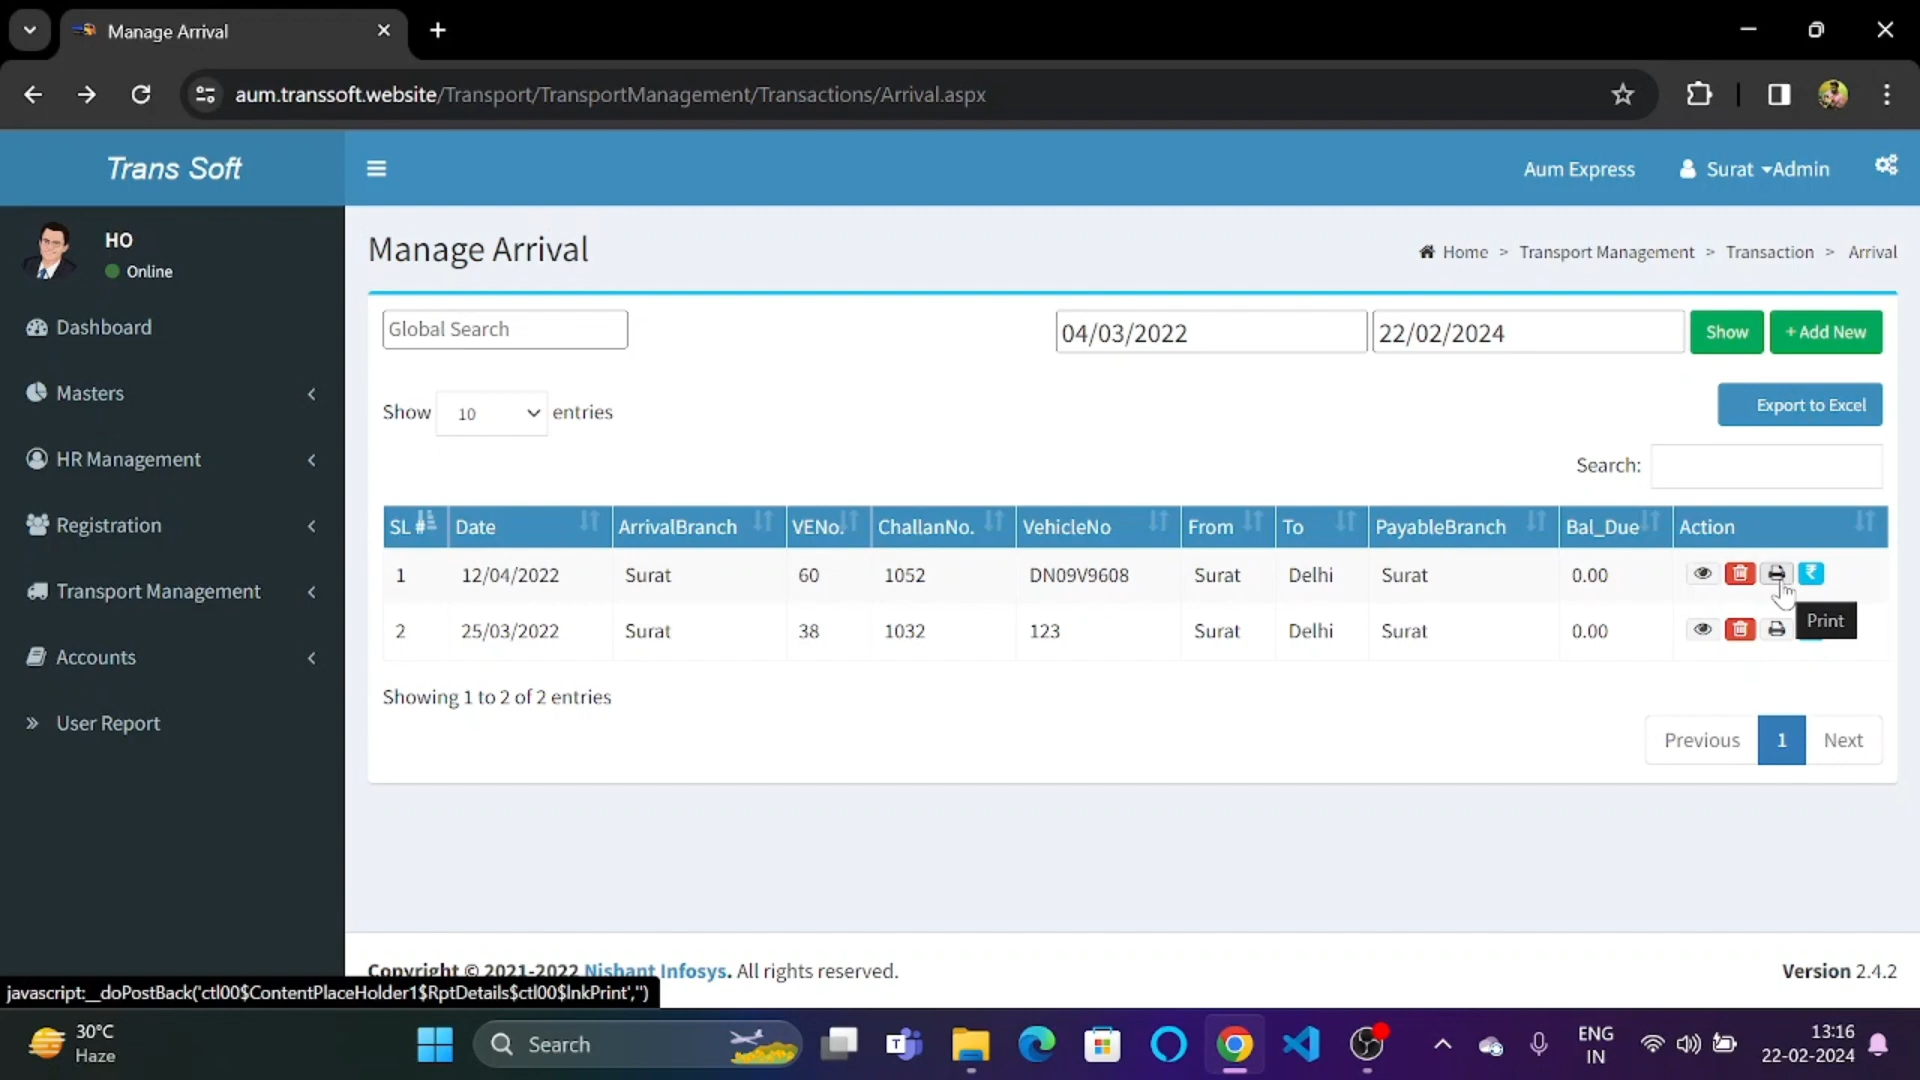 Manage Arrival
aum.transsoft.website/Transport/TransportManagement/Transactions/Arrival.aspx
Trans Soft
Aum Express
Surat
Admin
HO
Online
Manage Arrival
Home > Transport Management > Transaction > Arrival
Dashboard
Masters
HR Management
Registration
Transport Management
Accounts
User Report
Global Search
04/03/2022
22/02/2024
Show
+ Add New
Show 10 entries
Export to Excel
Search:
SL # Date ArrivalBranch VENo. ChallanNo. VehicleNo From To PayableBranch Bal_Due Action
1 12/04/2022 Surat 60 1052 DN09V9608 Surat Delhi Surat 0.00
2 25/03/2022 Surat 38 1032 123 Surat Delhi Surat 0.00
Print
Showing 1 to 2 of 2 entries
Previous 1 Next
Copyright © 2021-2022 Nishant Infosys. All rights reserved.
Version 2.4.2
javascript:__doPostBack('ctl00$ContentPlaceHolder1$RptDetails$ctl00$lnkPrint','')
30°C
Haze
Search
ENG
IN
13:16
22-02-2024